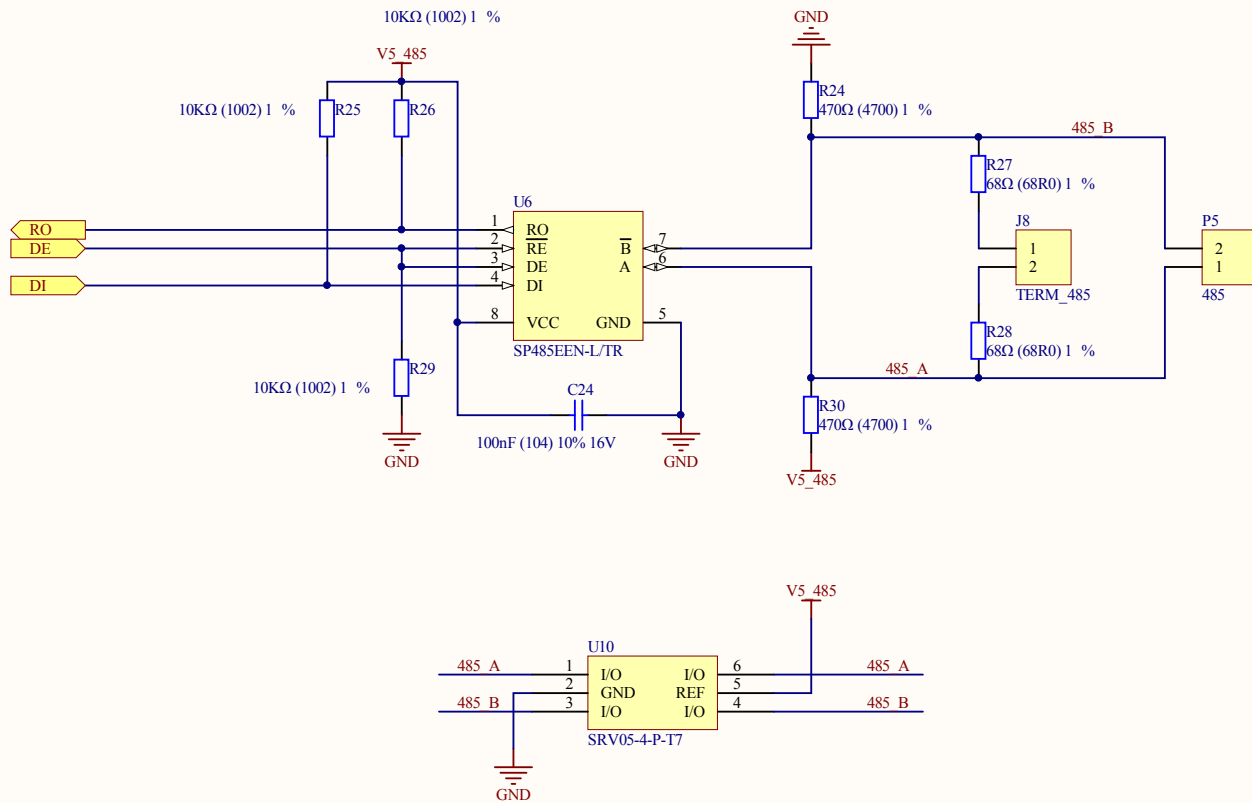 10KΩ (1002) 1 %
GND
V5_485
R24
10KΩ (1002) 1 %
R25
R26
470Ω (4700) 1 %
485_B
R27
68Ω (68R0) 1 %
U6
RO
1
RO
B
7
J8
P5
DE
2
RE
A
6
1
2
3
DE
2
1
DI
4
DI
TERM_485
485
8
VCC
GND
5
R28
SP485EEN-L/TR
68Ω (68R0) 1 %
R29
485_A
10KΩ (1002) 1 %
C24
R30
470Ω (4700) 1 %
100nF (104) 10% 16V
GND
GND
V5_485
V5_485
U10
485_A
1
I/O
I/O
6
485_A
2
GND
REF
5
485_B
3
I/O
I/O
4
485_B
SRV05-4-P-T7
GND